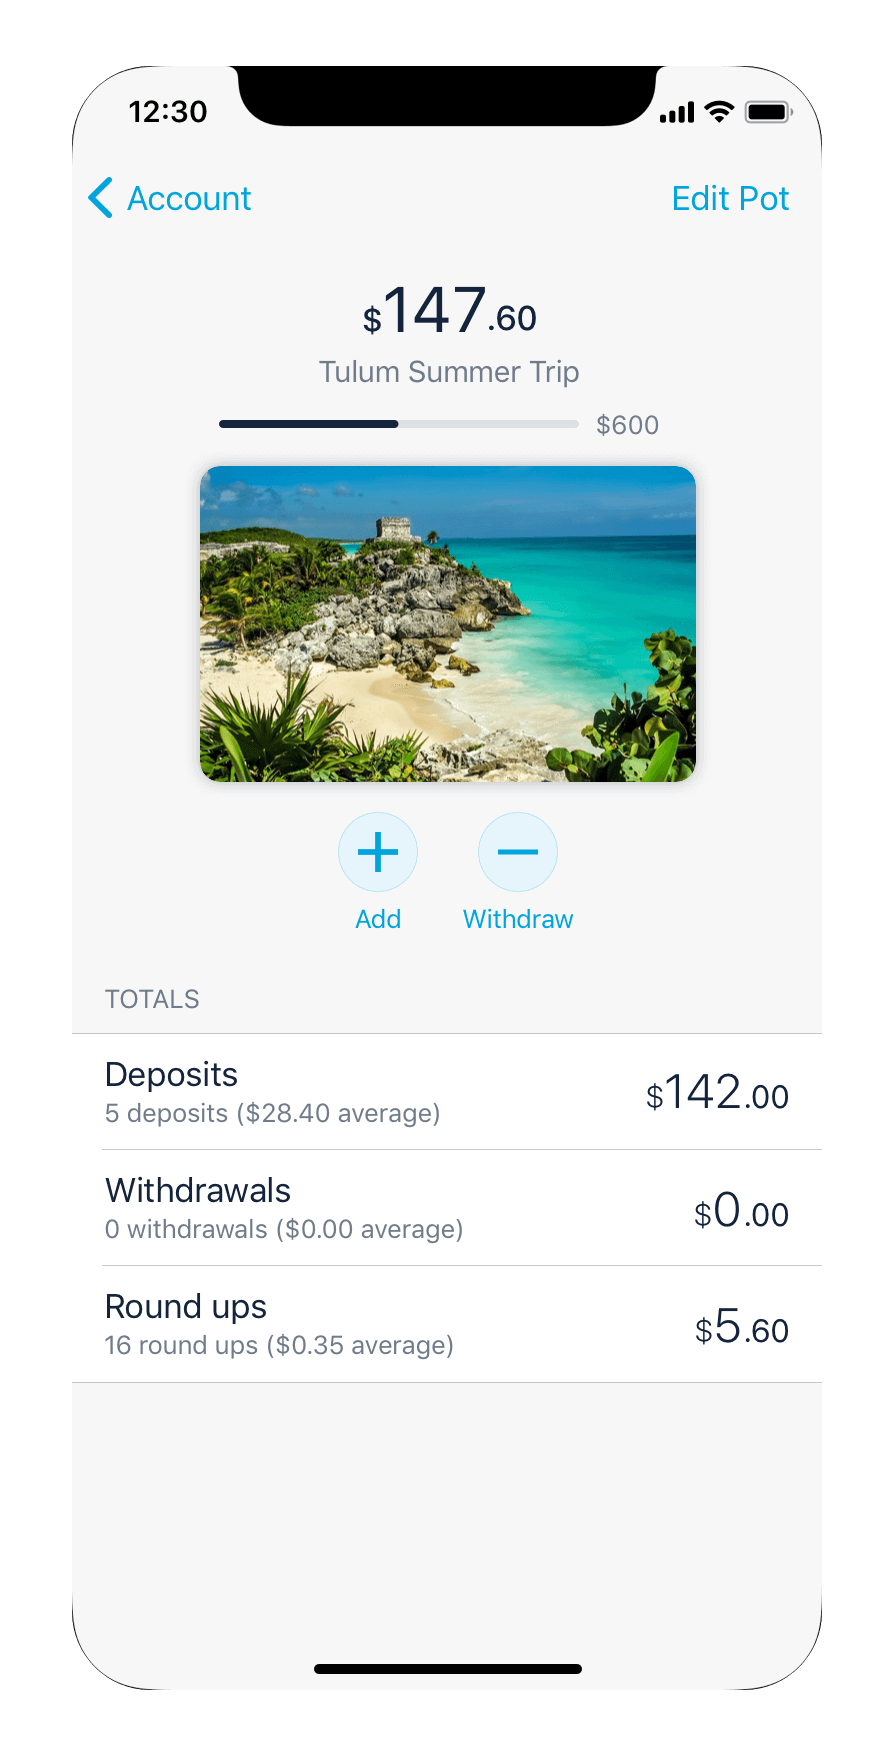 12:30
Account
Edit Pot
$147.60
Tulum Summer Trip
$600
Add
Withdraw
TOTALS
Deposits
5 deposits ($28.40 average)
$142.00
Withdrawals
0 withdrawals ($0.00 average)
$0.00
Round ups
16 round ups ($0.35 average)
$5.60